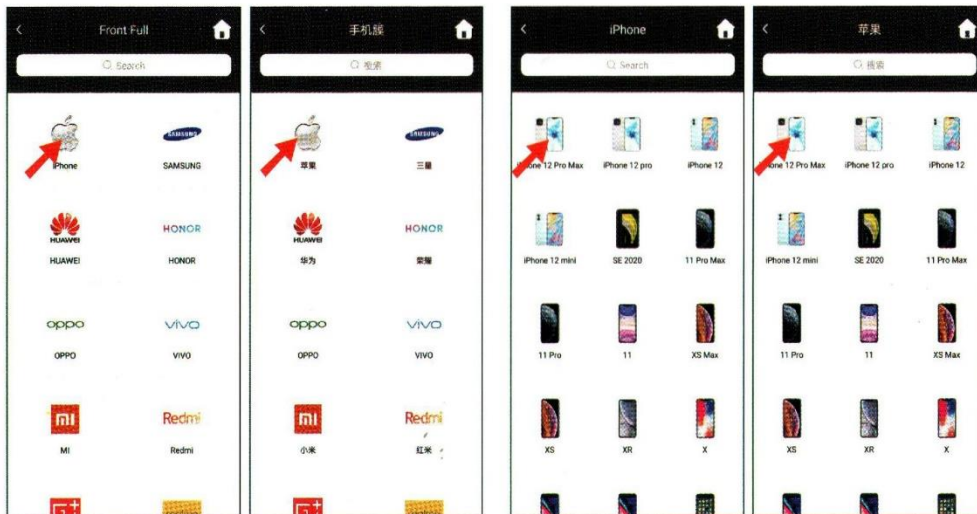 Front Full
Search
iPhone
SAMSUNG
SAMSUNG
HUAWEI
HONOR
HUAWEI
HONOR
oppo
vivo
OPPO
VIVO
mi
Redmi
MI
Redmi
手机膜
搜索
SAMSUNG
苹果
三星
HUAWEI
HONOR
华为
荣耀
oppo
vivo
OPPO
VIVO
mi
Redmi
小米
红米
iPhone
Search
iPhone 12 Pro Max
iPhone 12 pro
iPhone 12
iPhone 12 mini
SE 2020
11 Pro Max
11 Pro
11
XS Max
XS
XR
X
苹果
搜索
iPhone 12 Pro Max
iPhone 12 pro
iPhone 12
iPhone 12 mini
SE 2020
11 Pro Max
11 Pro
11
XS Max
XS
XR
X